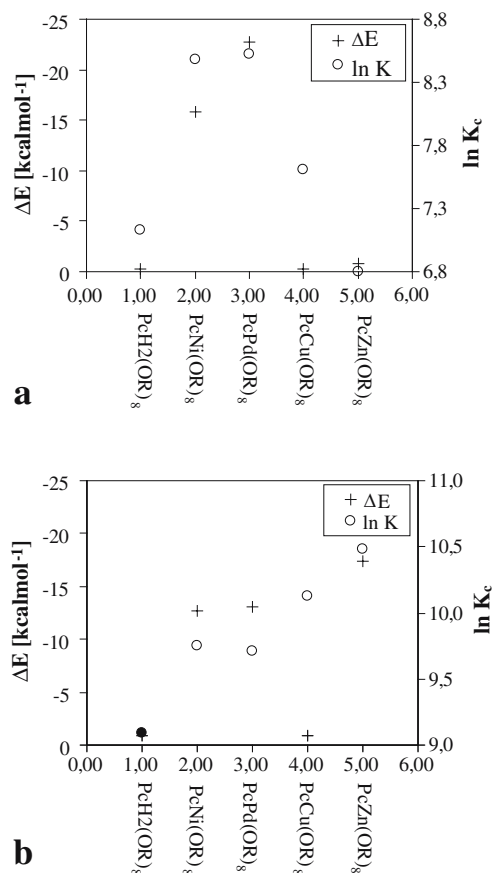 -25
-20
-15
-10
-5
0
ΔE [kcalmol-1]
+ ΔE
○ ln K
8,8
8,3
7,8
7,3
6,8
ln Kc
0,00 1,00 2,00 3,00 4,00 5,00 6,00
PcH2(OR)8
PcNi(OR)8
PcPd(OR)8
PcCu(OR)8
PcZn(OR)8
a
-25
-20
-15
-10
-5
0
ΔE [kcalmol-1]
+ ΔE
○ ln K
11,0
10,5
10,0
9,5
9,0
ln Kc
0,00 1,00 2,00 3,00 4,00 5,00 6,00
PcH2(OR)8
PcNi(OR)8
PcPd(OR)8
PcCu(OR)8
PcZn(OR)8
b